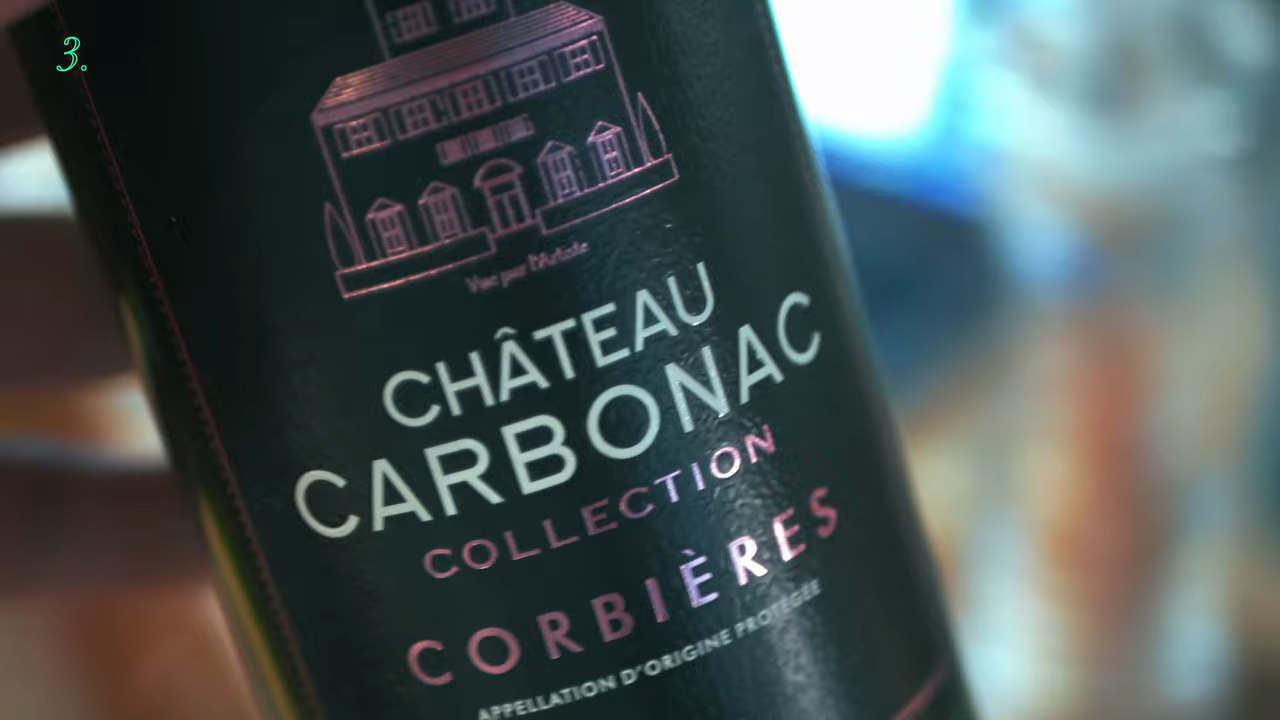 3.
Vue par l'Artiste
CHÂTEAU
CARBONAC
COLLECTION
CORBIÈRES
APPELLATION D'ORIGINE PROTÉGÉE